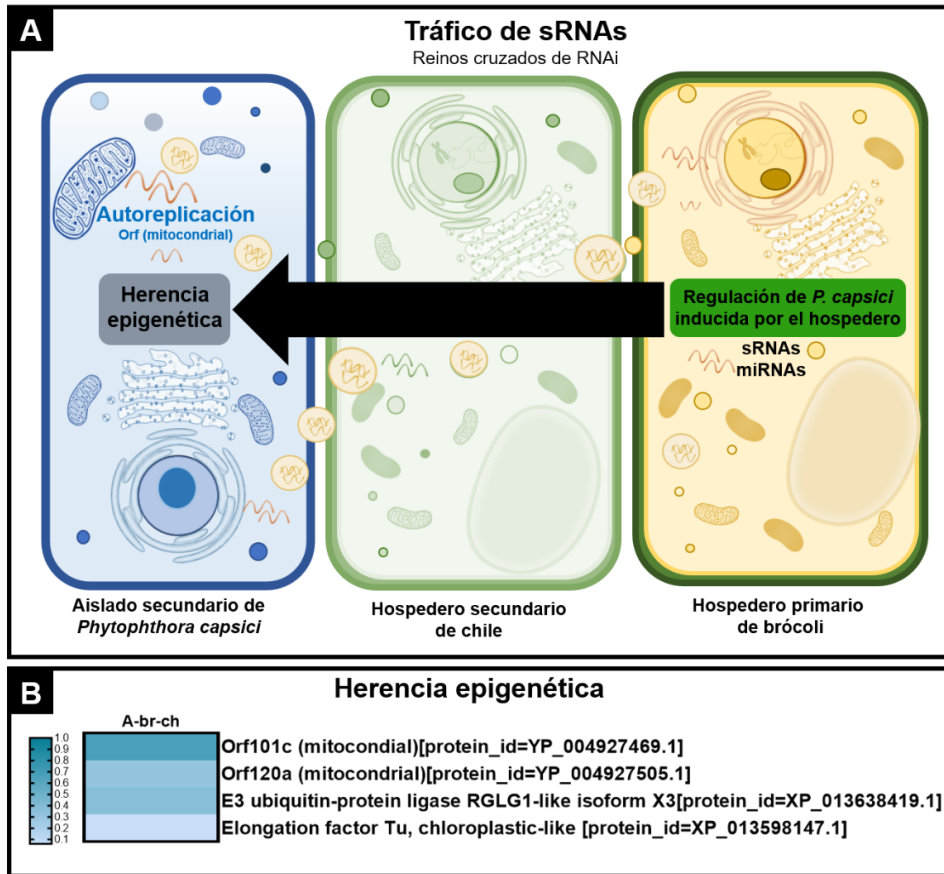 A
Tráfico de sRNAs
Reinos cruzados de RNAi
Autoreplicación
Orf (mitocondrial)
Herencia
epigenética
Regulación de P. capsici
inducida por el hospedero
sRNAs
miRNAs
Aislado secundario de
Phytophthora capsici
Hospedero secundario
de chile
Hospedero primario
de brócoli
B
Herencia epigenética
A-br-ch
1.0
0.9
0.8
0.7
0.6
0.5
0.4
0.3
0.2
0.1
Orf101c (mitocondial)[protein_id=YP_004927469.1]
Orf120a (mitocondrial)[protein_id=YP_004927505.1]
E3 ubiquitin-protein ligase RGLG1-like isoform X3[protein_id=XP_013638419.1]
Elongation factor Tu, chloroplastic-like [protein_id=XP_013598147.1]